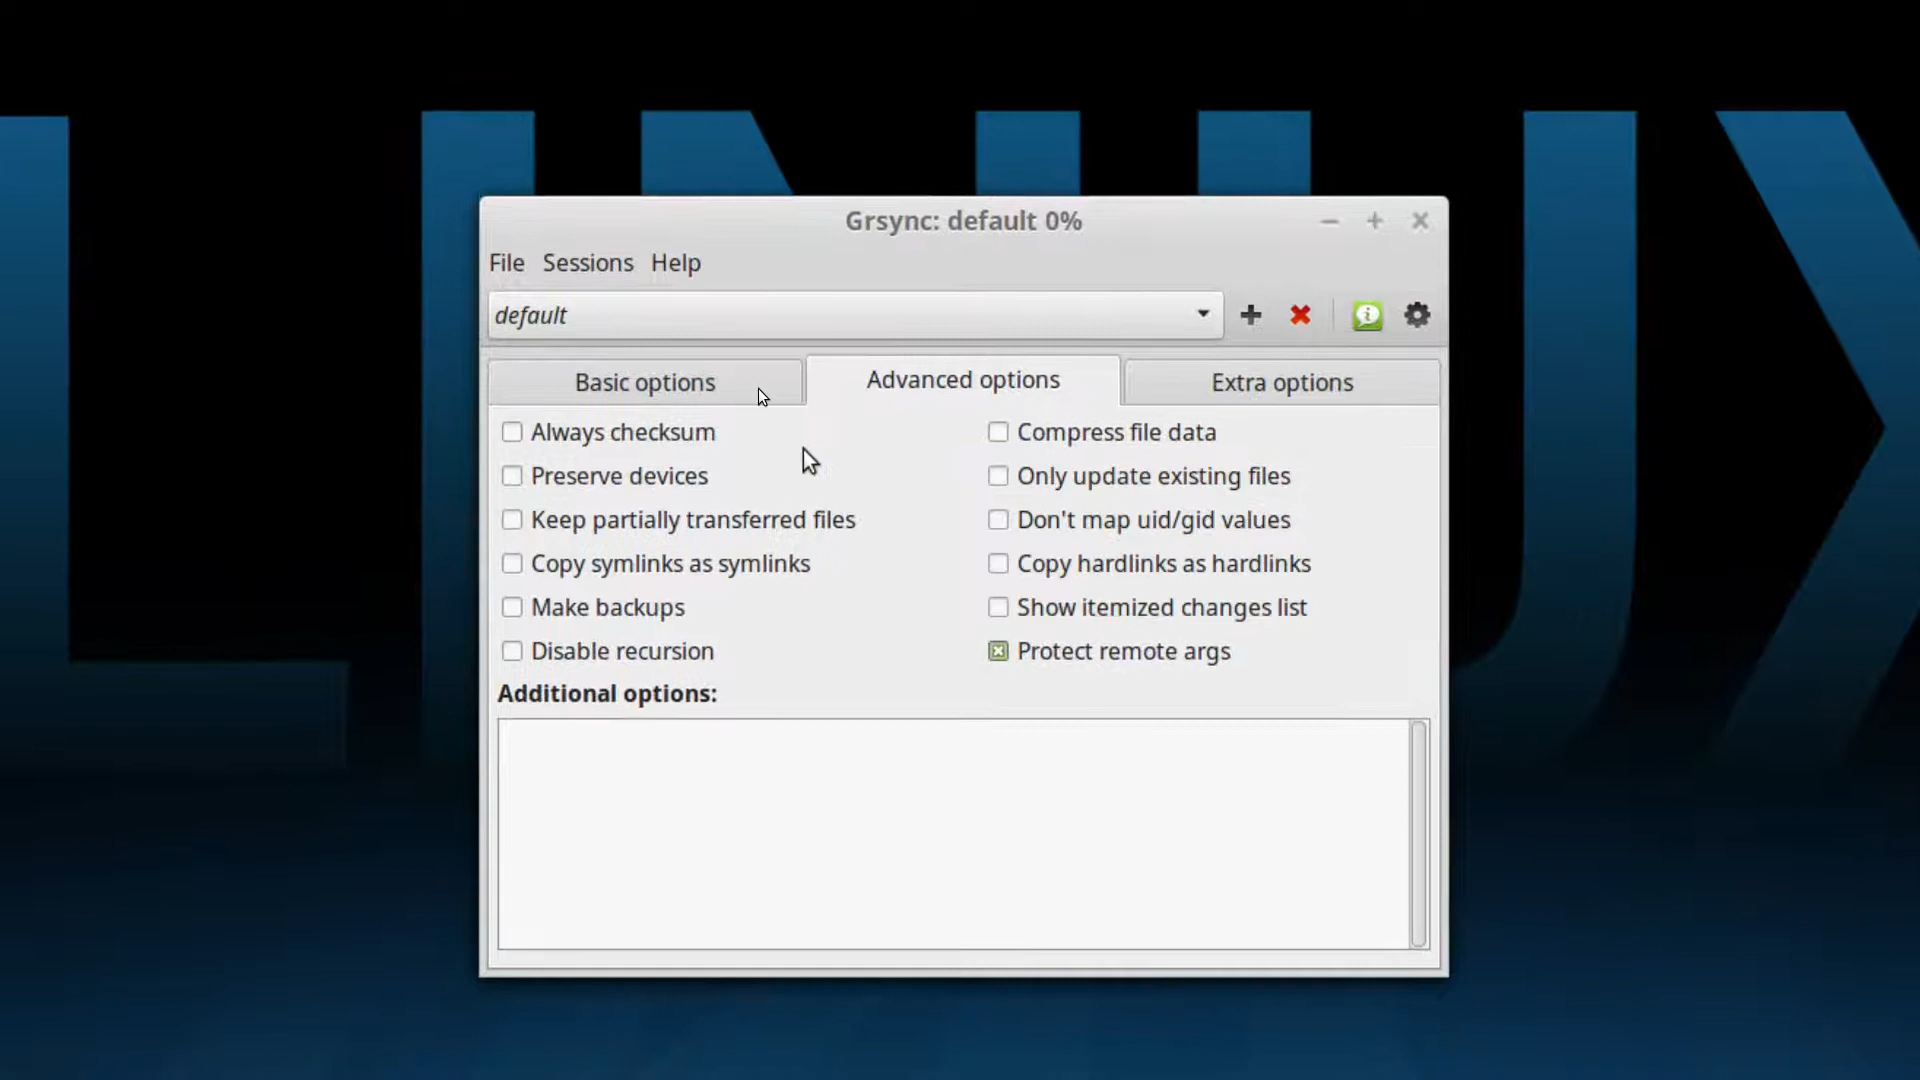 LINUX
Grsync: default 0%
File Sessions Help
default
Basic options Advanced options Extra options
Always checksum Compress file data
Preserve devices Only update existing files
Keep partially transferred files Don't map uid/gid values
Copy symlinks as symlinks Copy hardlinks as hardlinks
Make backups Show itemized changes list
Disable recursion Protect remote args
Additional options: